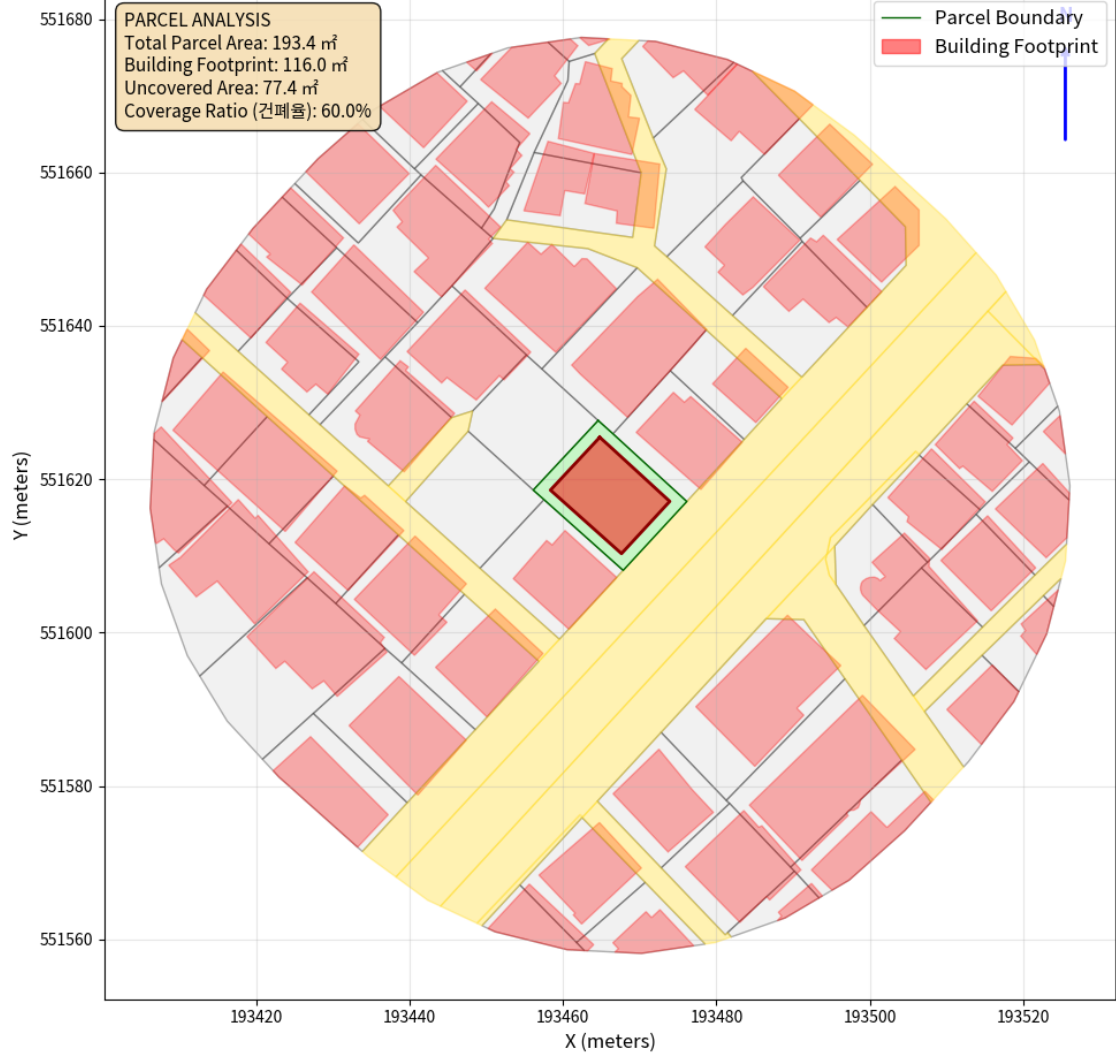 PARCEL ANALYSIS
Total Parcel Area: 193.4 ㎡
Building Footprint: 116.0 ㎡
Uncovered Area: 77.4 ㎡
Coverage Ratio (건폐율): 60.0%
Parcel Boundary
Building Footprint
N
551680
551660
551640
551620
551600
551580
551560
Y (meters)
193420
193440
193460
193480
193500
193520
X (meters)